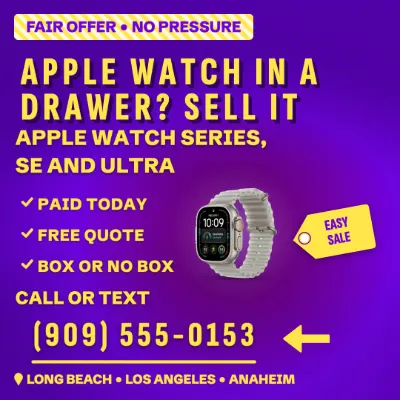 FAIR OFFER • NO PRESSURE
APPLE WATCH IN A
DRAWER? SELL IT
APPLE WATCH SERIES,
SE AND ULTRA
PAID TODAY
FREE QUOTE
BOX OR NO BOX
EASY
SALE
CALL OR TEXT
(909) 555-0153
LONG BEACH • LOS ANGELES • ANAHEIM